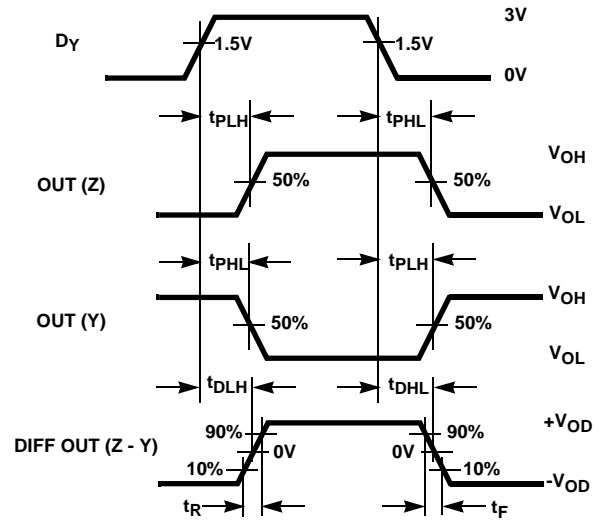 3V
DY
1.5V
1.5V
0V
tPLH
tPHL
VOH
OUT (Z)
50%
50%
VOL
tPHL
tPLH
VOH
OUT (Y)
50%
50%
VOL
tDLH
tDHL
+VOD
90%
90%
DIFF OUT (Z - Y)
0V
0V
10%
10%
-VOD
tR
tF